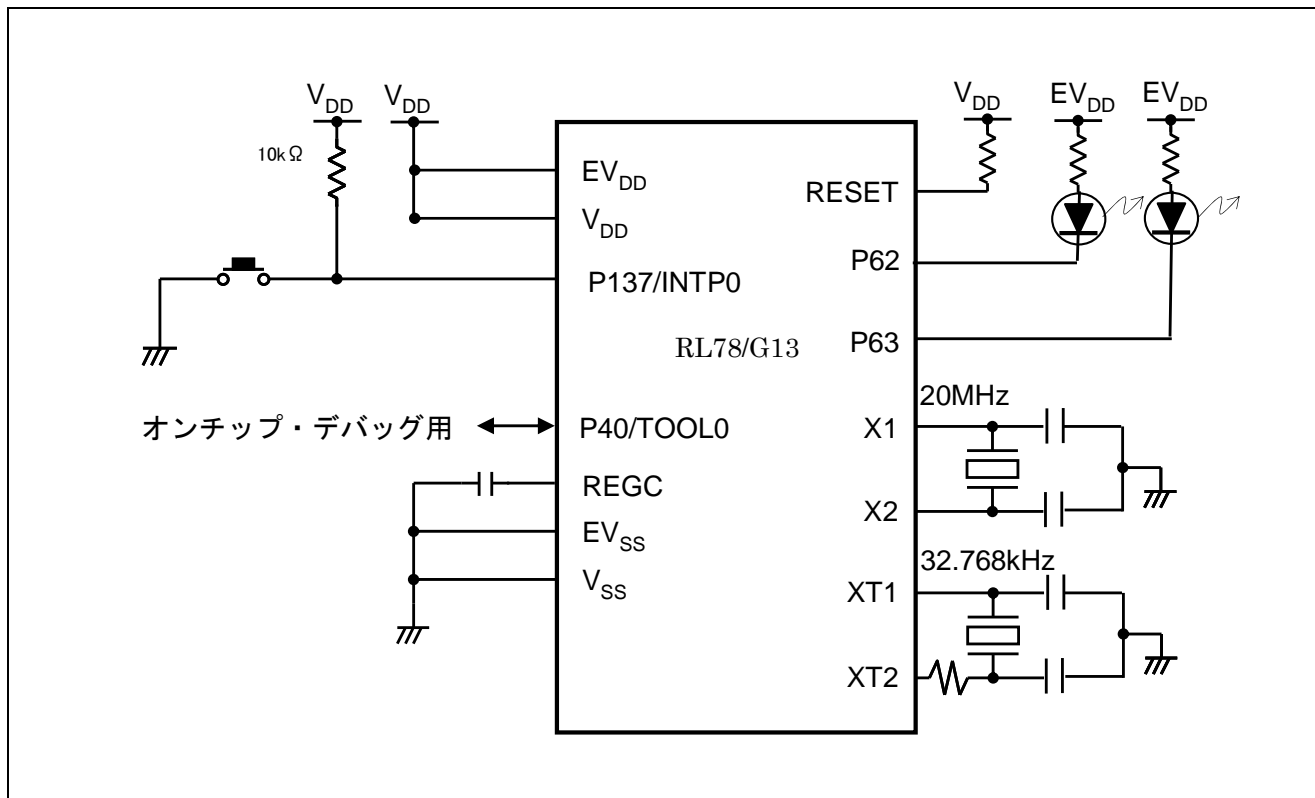 VDD
VDD
10kΩ
EVDD
VDD
P137/INTP0
RL78/G13
オンチップ・デバッグ用
P40/TOOL0
REGC
EVSS
VSS
VDD
EVDD
EVDD
RESET
P62
P63
20MHz
X1
X2
32.768kHz
XT1
XT2